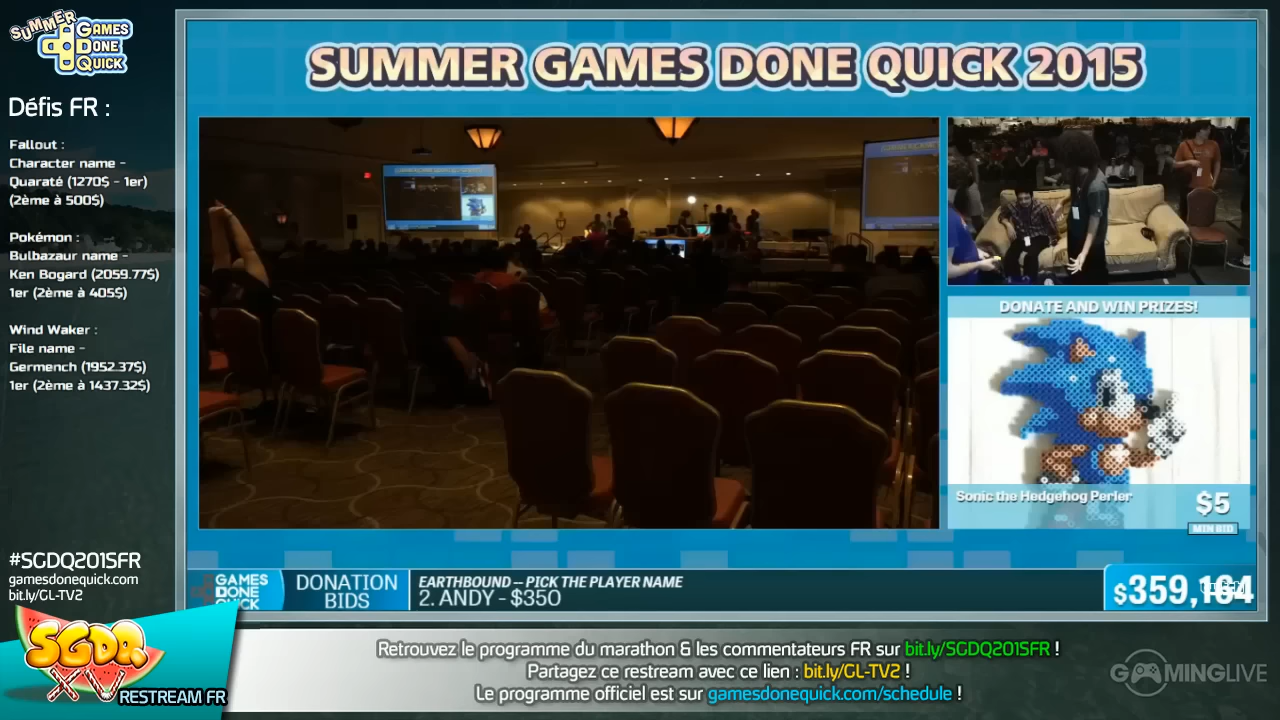 SUMMER GAMES DONE QUICK
Défis FR :
Fallout :
Character name -
Quaraté (1270$ - 1er)
(2ème à 500$)
Pokémon :
Bulbazaur name -
Ken Bogard (2059.77$)
1er (2ème à 405$)
Wind Waker :
File name -
Germench (1952.37$)
1er (2ème à 1437.32$)
#SGDQ2015FR
gamesdonequick.com
bit.ly/GL-TV2
SGDQ XV
RESTREAM FR
SUMMER GAMES DONE QUICK 2015
DONATE AND WIN PRIZES!
Sonic the Hedgehog Perler
$5
MIN BID
GAMES
DONE
QUICK
DONATION
BIDS
EARTHBOUND – PICK THE PLAYER NAME
2. ANDY - $350
$359,164
Retrouvez le programme du marathon & les commentateurs FR sur bit.ly/SGDQ2015FR !
Partagez ce restream avec ce lien : bit.ly/GL-TV2 !
Le programme officiel est sur gamesdonequick.com/schedule !
GAMINGLIVE